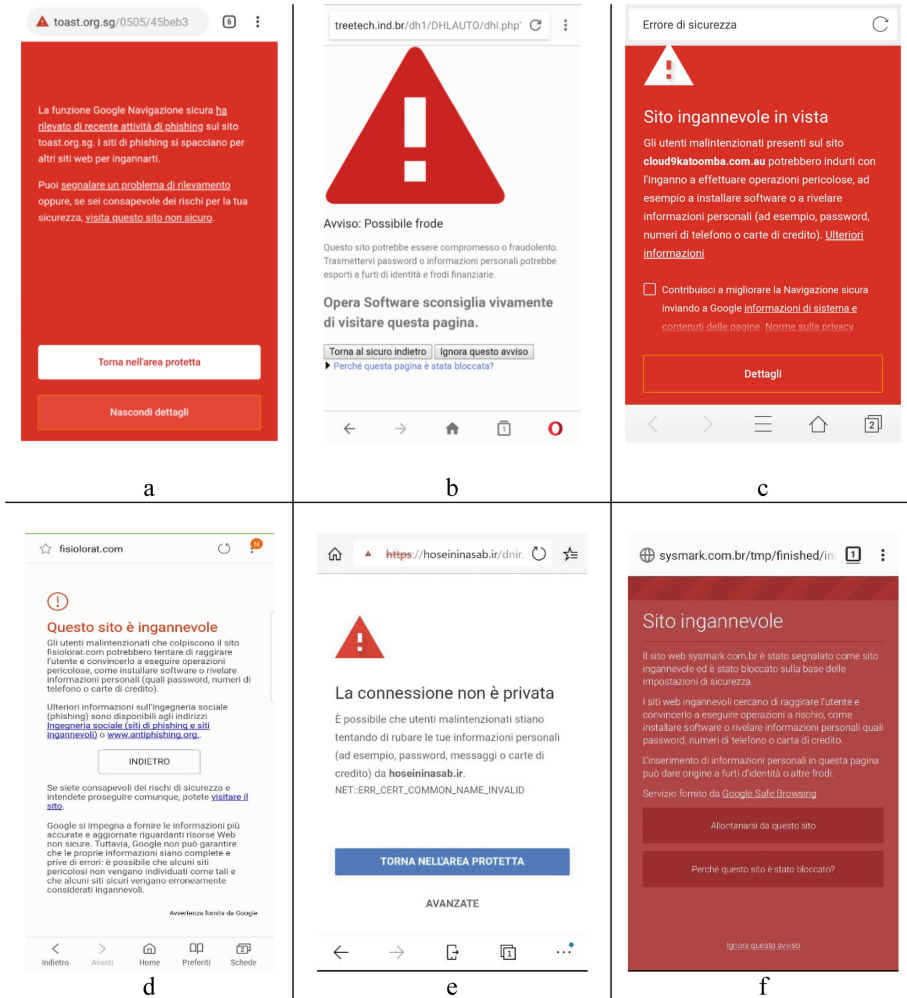 toast.org.sg/0505/45beb3
6
La funzione Google Navigazione sicura ha
rilevato di recente attività di phishing sul sito
toast.org.sg. I siti di phishing si spacciano per
altri siti web per ingannarti.
Puoi segnalare un problema di rilevamento
oppure, se sei consapevole dei rischi per la tua
sicurezza, visita questo sito non sicuro.
Torna nell'area protetta
Nascondi dettagli
a
treetech.ind.br/dh1/DHLAUTO/dhl.php
Avviso: Possibile frode
Questo sito potrebbe essere compromesso o fraudolento.
Trasmettervi password o informazioni personali potrebbe
esporti a furti di identità e frodi finanziarie.
Opera Software sconsiglia vivamente
di visitare questa pagina.
Torna al sicuro indietro
Ignora questo avviso
Perché questa pagina è stata bloccata?
1
b
Errore di sicurezza
Sito ingannevole in vista
Gli utenti malintenzionati presenti sul sito
cloud9katoomba.com.au potrebbero indurti con
l'inganno a effettuare operazioni pericolose, ad
esempio a installare software o a rivelare
informazioni personali (ad esempio, password,
numeri di telefono o carte di credito). Ulteriori
informazioni
Contribuisci a migliorare la Navigazione sicura
inviando a Google informazioni di sistema e
contenuti delle pagine. Norme sulla privacy
Dettagli
2
c
fisiolorat.com
N
Questo sito è ingannevole
Gli utenti malintenzionati che colpiscono il sito
fisiolorat.com potrebbero tentare di raggirare
l'utente e convincerlo a eseguire operazioni
pericolose, come installare software o rivelare
informazioni personali (quali password, numeri di
telefono o carte di credito).
Ulteriori informazioni sull'ingegneria sociale
(phishing) sono disponibili agli indirizzi
Ingegneria sociale (siti di phishing e siti
ingannevoli) o www.antiphishing.org..
INDIETRO
Se siete consapevoli dei rischi di sicurezza e
intendete proseguire comunque, potete visitare il
sito.
Google si impegna a fornire le informazioni più
accurate e aggiornate riguardanti risorse Web
non sicure. Tuttavia, Google non può garantire
che le proprie informazioni siano complete e
prive di errori: è possibile che alcuni siti
pericolosi non vengano individuati come tali e
che alcuni siti sicuri vengano erroneamente
considerati ingannevoli.
Avvertenza fornita da Google
Indietro
Avanti
Home
Preferiti
2
Schede
d
https://hoseininasab.ir/dnir.
La connessione non è privata
È possibile che utenti malintenzionati stiano
tentando di rubare le tue informazioni personali
(ad esempio, password, messaggi o carte di
credito) da hoseininasab.ir.
NET::ERR_CERT_COMMON_NAME_INVALID
TORNA NELL'AREA PROTETTA
AVANZATE
1
e
sysmark.com.br/tmp/finished/in
1
Sito ingannevole
Il sito web sysmark.com.br è stato segnalato come sito
ingannevole ed è stato bloccato sulla base delle
impostazioni di sicurezza.
I siti web ingannevoli cercano di raggirare l'utente e
convincerlo a eseguire operazioni a rischio, come
installare software o rivelare informazioni personali quali
password, numeri di telefono o carta di credito.
L'inserimento di informazioni personali in questa pagina
può dare origine a furti d'identità o altre frodi.
Servizio fornito da Google Safe Browsing
Allontanarsi da questo sito
Perché questo sito è stato bloccato?
Ignora questo avviso
f